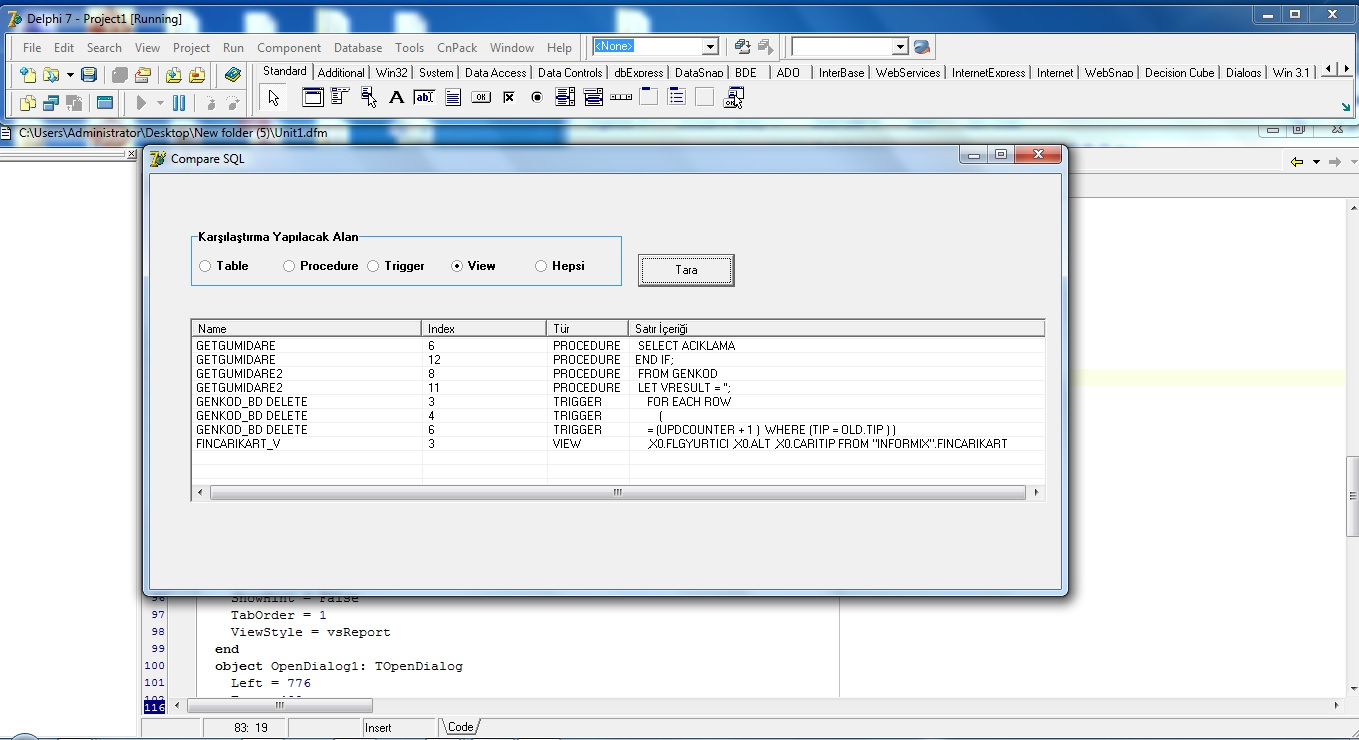 Delphi 7 - Project1 [Running]
File Edit Search View Project Run Component Database Tools CnPack Window Help <None>
Standard Additional Win32 System Data Access Data Controls dbExpress DataSnap BDE ADO InterBase WebServices InternetExpress Internet WebSnap Decision Cube Dialogs Win 3.1
C:\Users\Administrator\Desktop\New folder (5)\Unit1.dfm
Compare SQL
Karşılaştırma Yapılacak Alan
Table Procedure Trigger View Hepsi
Tara
Name Index Tür Satır İçeriği
GETGUMIDARE 6 PROCEDURE SELECT ACIKLAMA
GETGUMIDARE 12 PROCEDURE END IF;
GETGUMIDARE2 8 PROCEDURE FROM GENKOD
GETGUMIDARE2 11 PROCEDURE LET VRESULT = '';
GENKOD_BD DELETE 3 TRIGGER FOR EACH ROW
GENKOD_BD DELETE 4 TRIGGER (
GENKOD_BD DELETE 6 TRIGGER = (UPDCOUNTER + 1 ) WHERE (TIP = OLD.TIP ) )
FINCARIKART_V 3 VIEW ,X0.FLGYURTICI ,X0.ALT ,X0.CARITIP FROM "INFORMIX".FINCARIKART
96 ShowHint = False
97 TabOrder = 1
98 ViewStyle = vsReport
99 end
100 object OpenDialog1: TOpenDialog
101 Left = 776
116
83: 19 Insert Code